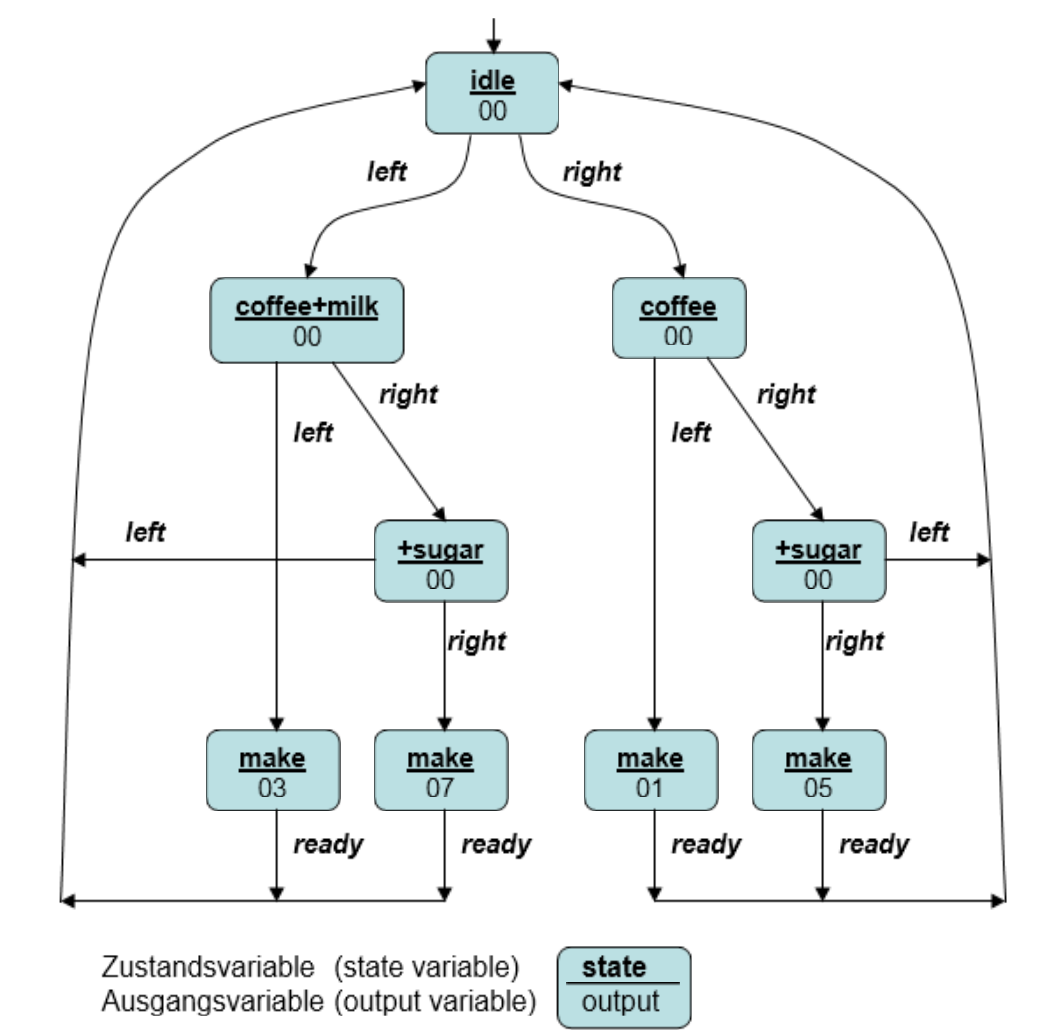 idle
00
left
right
coffee+milk
00
coffee
00
right
right
left
left
left
+sugar
00
+sugar
00
left
right
right
make
03
make
07
make
01
make
05
ready
ready
ready
ready
Zustandsvariable (state variable)
Ausgangsvariable (output variable)
state
output